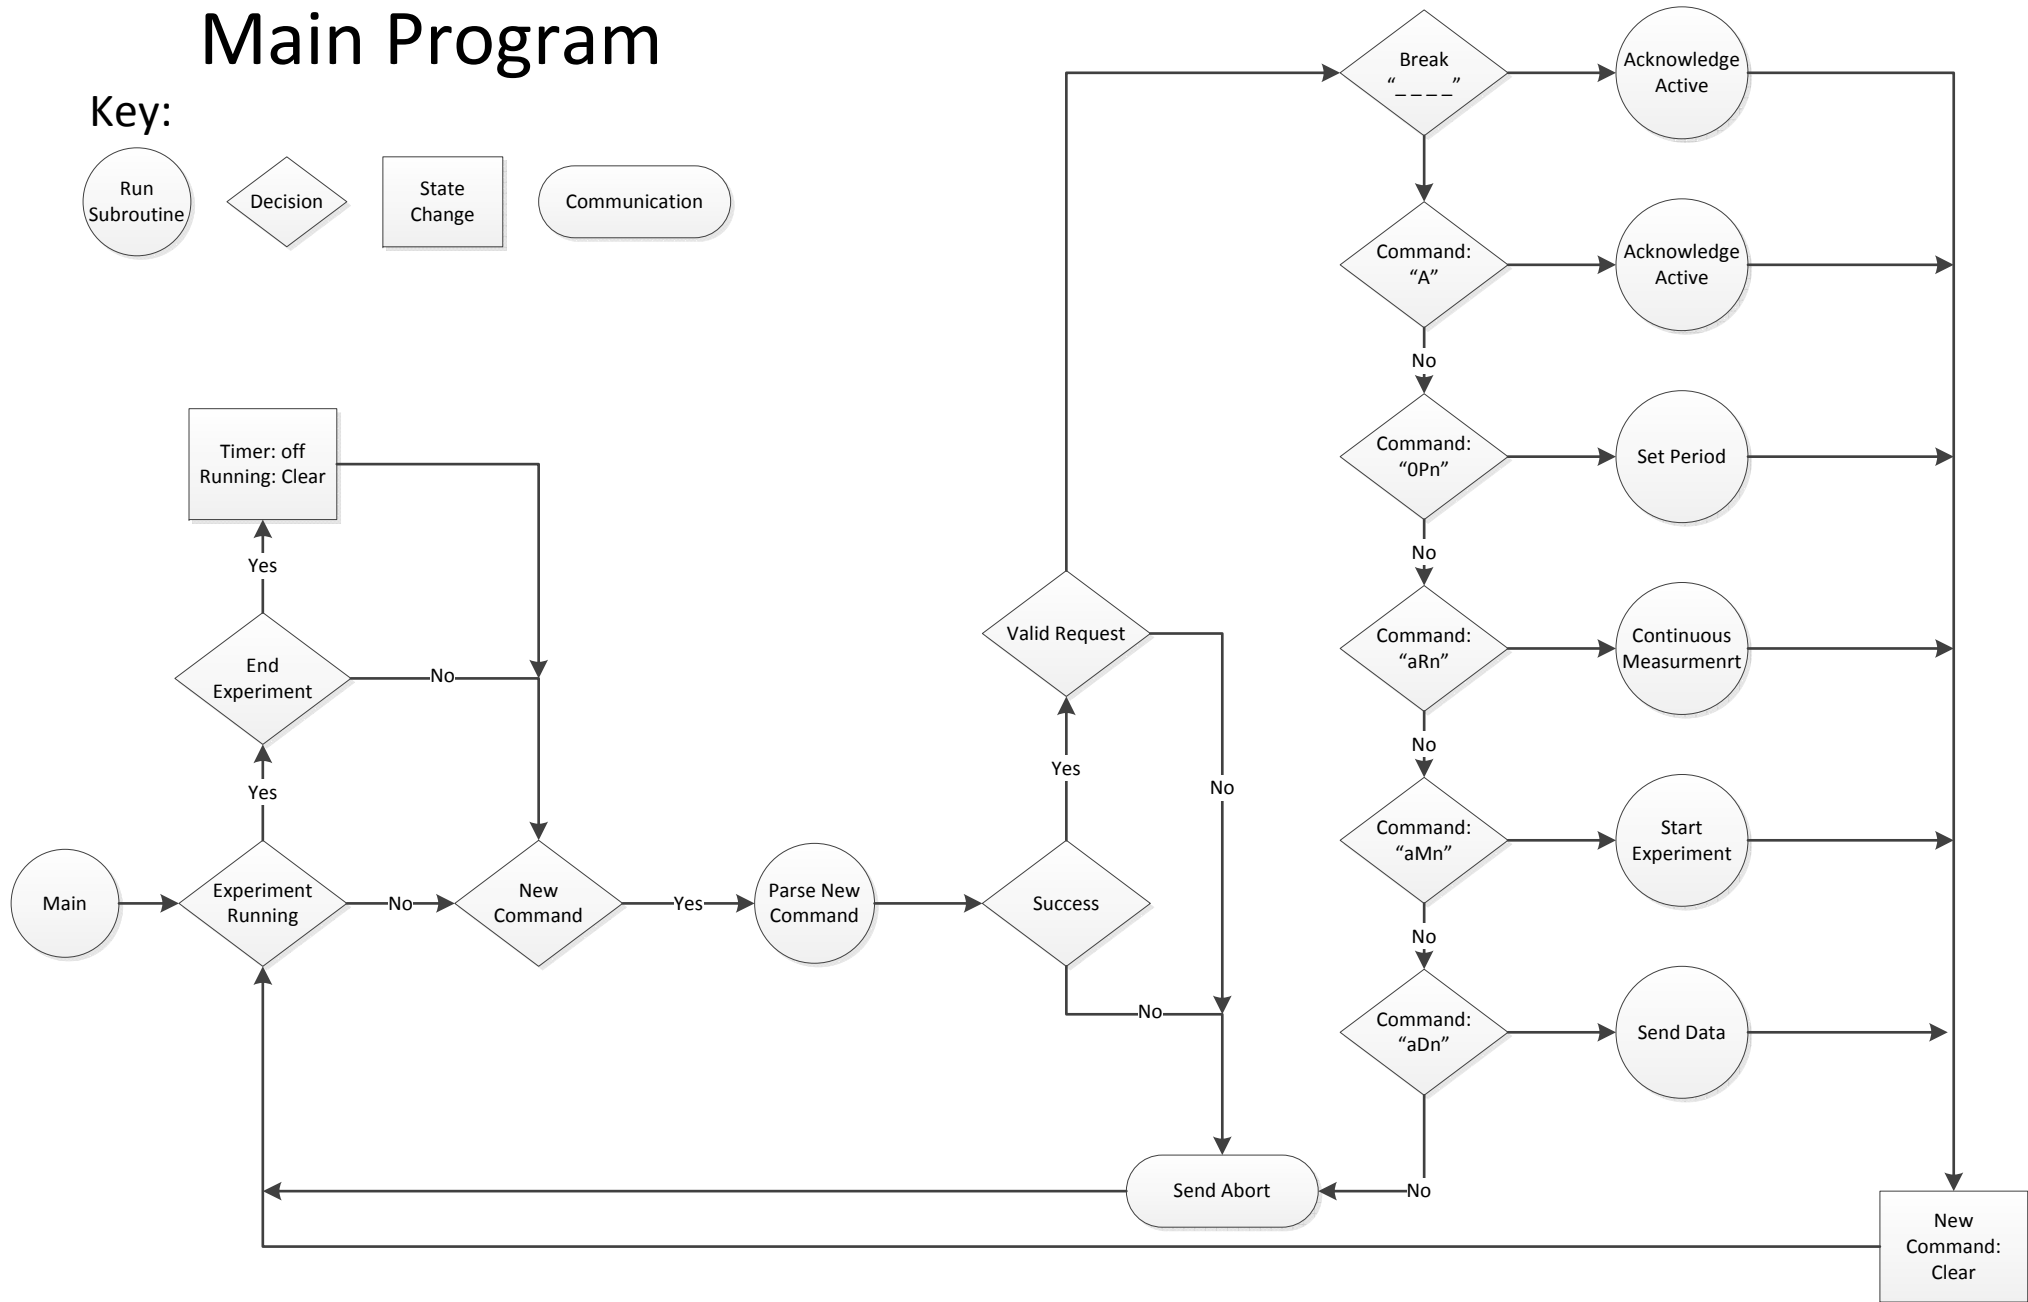 Main Program
Key:
Run
Subroutine
Decision
State
Change
Communication
Break
“_ _ _ _”
Acknowledge
Active
Command:
“A”
Acknowledge
Active
No
Command:
“0Pn”
Set Period
No
Command:
“aRn”
Continuous
Measurmenrt
No
Command:
“aMn”
Start
Experiment
No
Command:
“aDn”
Send Data
No
Timer: off
Running: Clear
Yes
End
Experiment
No
Yes
Main
Experiment
Running
No
New
Command
Yes
Parse New
Command
Success
Yes
Valid Request
No
No
Send Abort
New
Command:
Clear